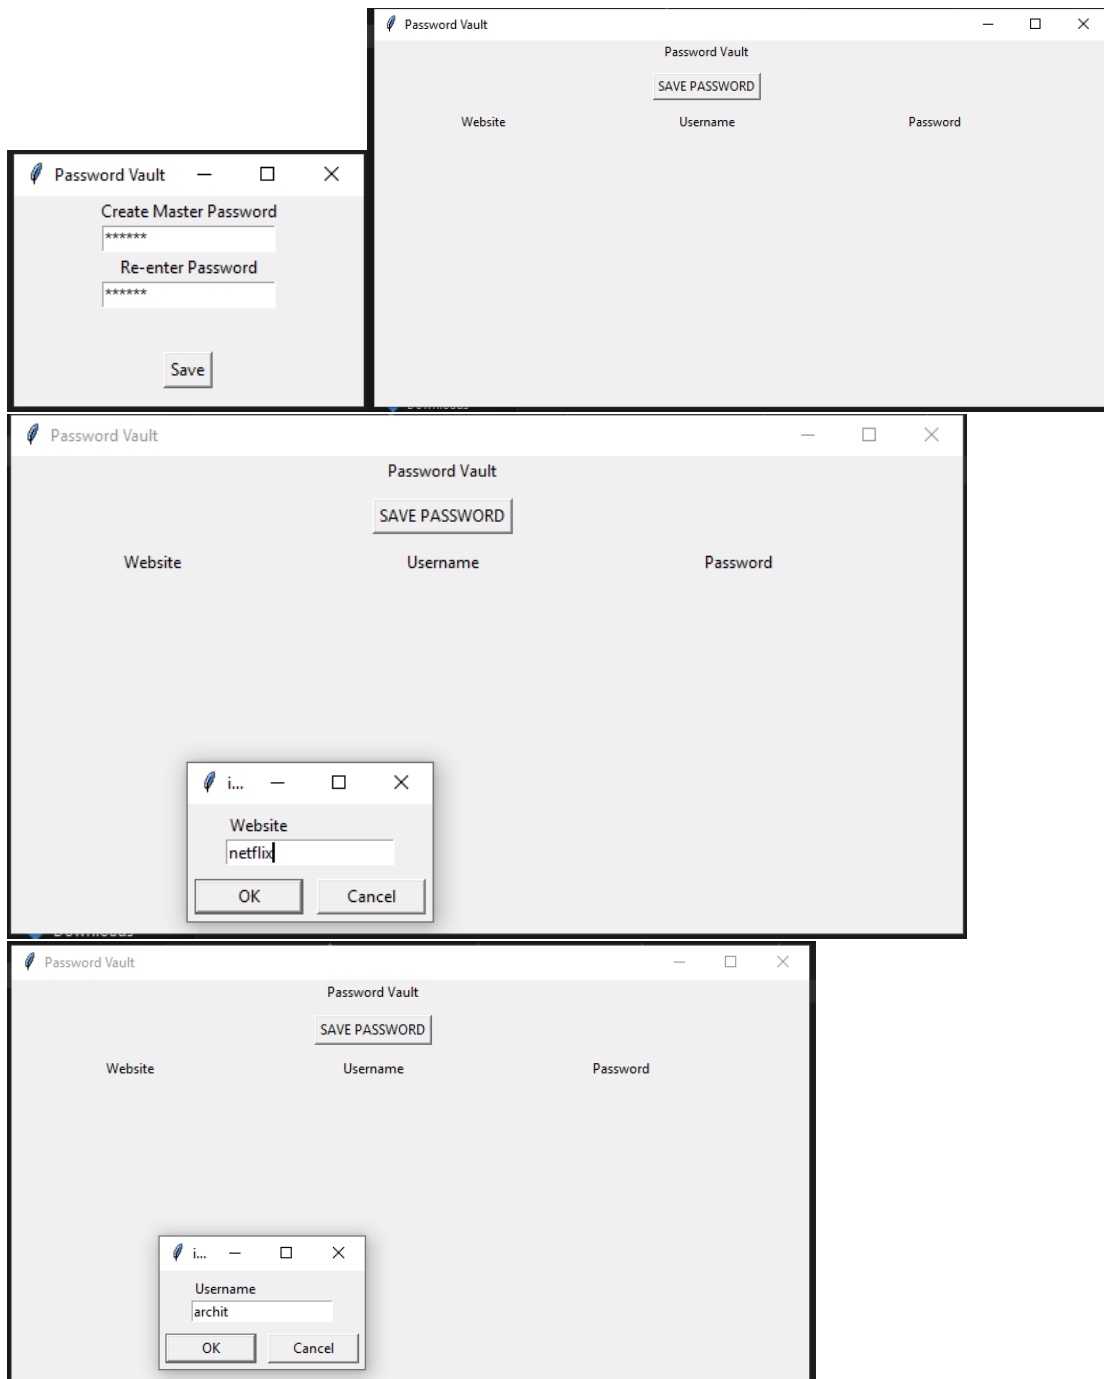 Password Vault
Create Master Password
******
Re-enter Password
******
Save
Password Vault
Password Vault
SAVE PASSWORD
Website Username Password
Password Vault
Password Vault
SAVE PASSWORD
Website Username Password
i...
Website
netflix
OK Cancel
Password Vault
Password Vault
SAVE PASSWORD
Website Username Password
i...
Username
archit
OK Cancel